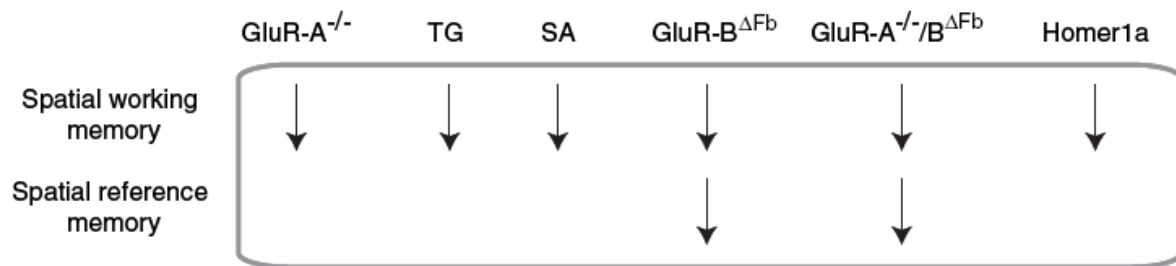 GluR-A-/- TG SA GluR-BΔFb GluR-A-/-/BΔFb Homer1a
Spatial working
memory
Spatial reference
memory